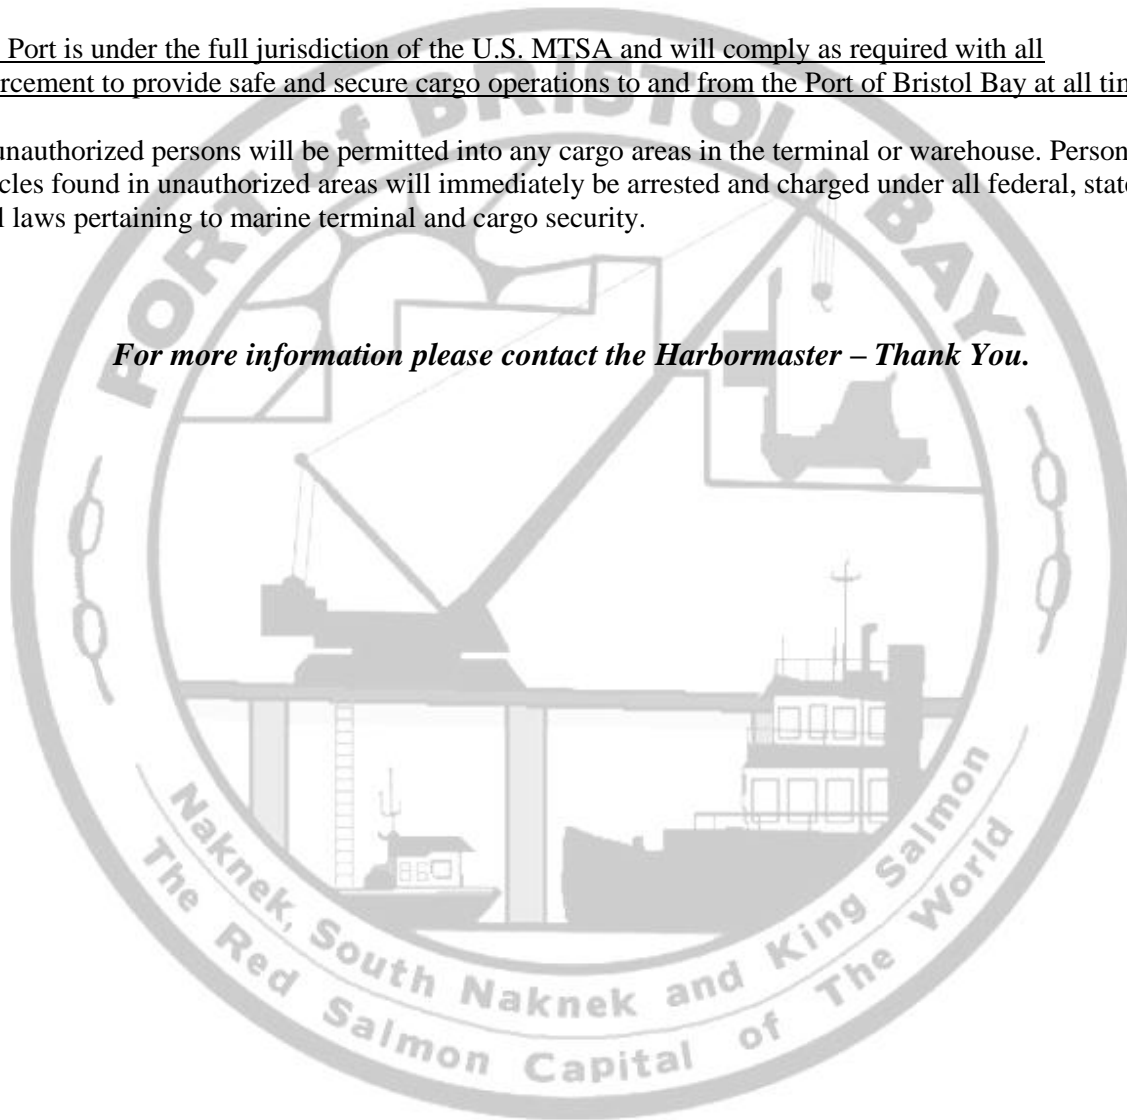 Port is under the full jurisdiction of the U.S. MTSA and will comply as required with all
rcement to provide safe and secure cargo operations to and from the Port of Bristol Bay at all tin
unauthorized persons will be permitted into any cargo areas in the terminal or warehouse. Person
cles found in unauthorized areas will immediately be arrested and charged under all federal, state
l laws pertaining to marine terminal and cargo security.
PORT of BRISTOL BAY
For more information please contact the Harbormaster – Thank You.
Naknek, South Naknek and King Salmon
The Red Salmon Capital of The World